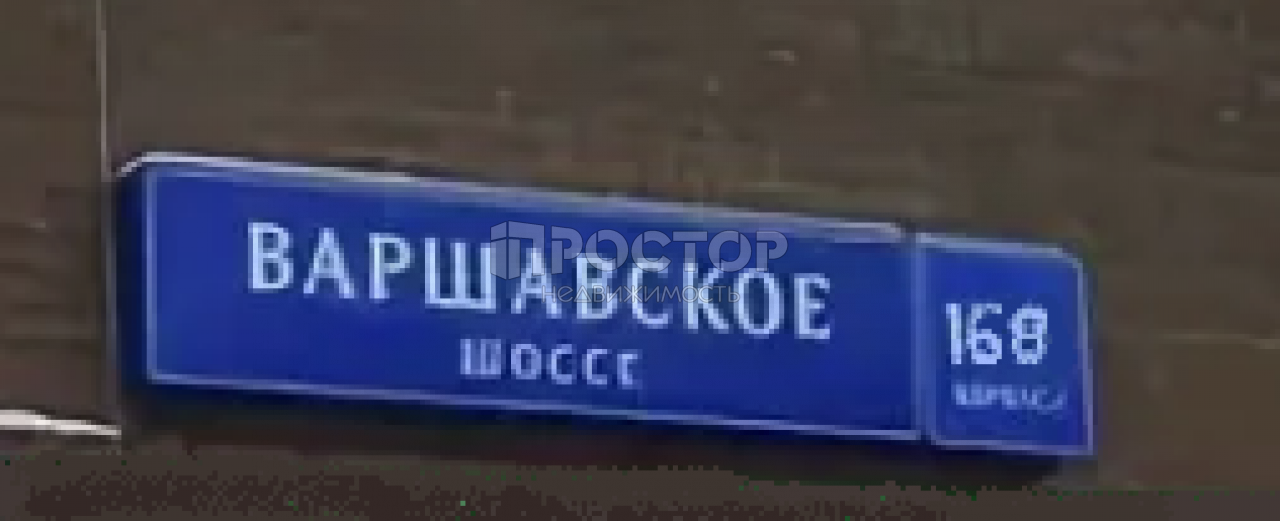 ВАРШАВСКОЕ
ШОССЕ
168
РОСТОР
недвижимость